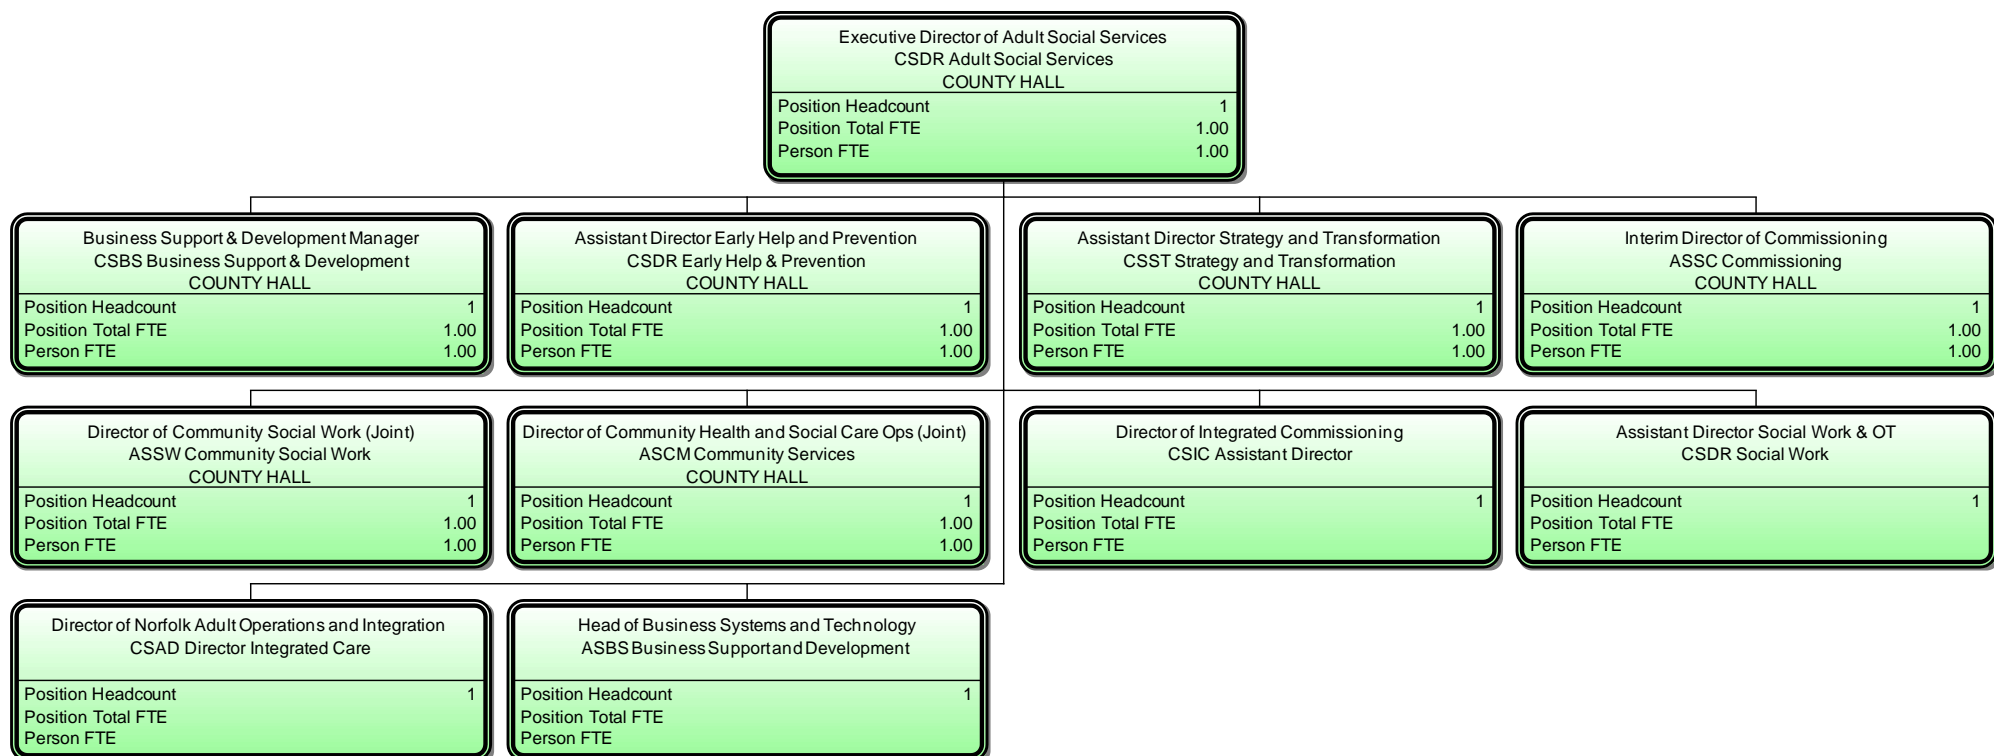 Executive Director of Adult Social Services
CSDR Adult Social Services
COUNTY HALL
Position Headcount 1
Position Total FTE 1.00
Person FTE 1.00
Business Support & Development Manager
CSBS Business Support & Development
COUNTY HALL
Position Headcount 1
Position Total FTE 1.00
Person FTE 1.00
Assistant Director Early Help and Prevention
CSDR Early Help & Prevention
COUNTY HALL
Position Headcount 1
Position Total FTE 1.00
Person FTE 1.00
Assistant Director Strategy and Transformation
CSST Strategy and Transformation
COUNTY HALL
Position Headcount 1
Position Total FTE 1.00
Person FTE 1.00
Interim Director of Commissioning
ASSC Commissioning
COUNTY HALL
Position Headcount 1
Position Total FTE 1.00
Person FTE 1.00
Director of Community Social Work (Joint)
ASSW Community Social Work
COUNTY HALL
Position Headcount 1
Position Total FTE 1.00
Person FTE 1.00
Director of Community Health and Social Care Ops (Joint)
ASCM Community Services
COUNTY HALL
Position Headcount 1
Position Total FTE 1.00
Person FTE 1.00
Director of Integrated Commissioning
CSIC Assistant Director
Position Headcount 1
Position Total FTE
Person FTE
Assistant Director Social Work & OT
CSDR Social Work
Position Headcount 1
Position Total FTE
Person FTE
Director of Norfolk Adult Operations and Integration
CSAD Director Integrated Care
Position Headcount 1
Position Total FTE
Person FTE
Head of Business Systems and Technology
ASBS Business Support and Development
Position Headcount 1
Position Total FTE
Person FTE